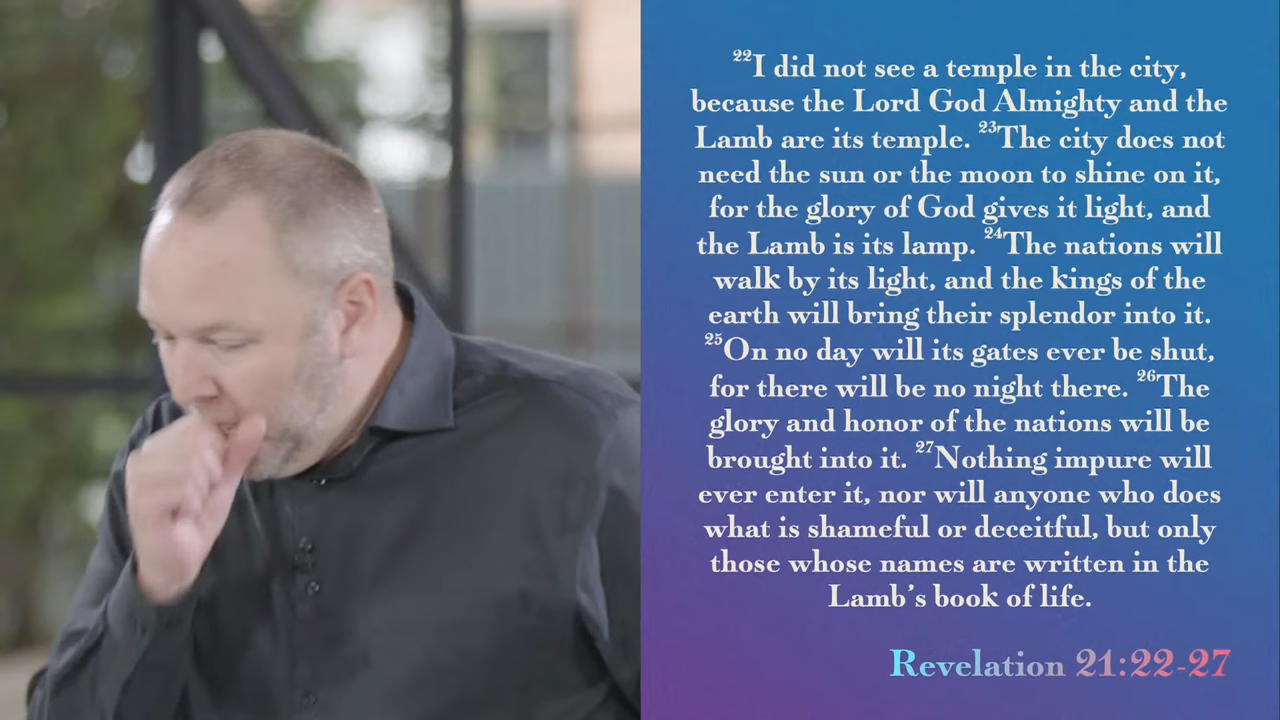 ²²I did not see a temple in the city,
because the Lord God Almighty and the
Lamb are its temple. ²³The city does not
need the sun or the moon to shine on it,
for the glory of God gives it light, and
the Lamb is its lamp. ²⁴The nations will
walk by its light, and the kings of the
earth will bring their splendor into it.
²⁵On no day will its gates ever be shut,
for there will be no night there. ²⁶The
glory and honor of the nations will be
brought into it. ²⁷Nothing impure will
ever enter it, nor will anyone who does
what is shameful or deceitful, but only
those whose names are written in the
Lamb’s book of life.
Revelation 21:22-27